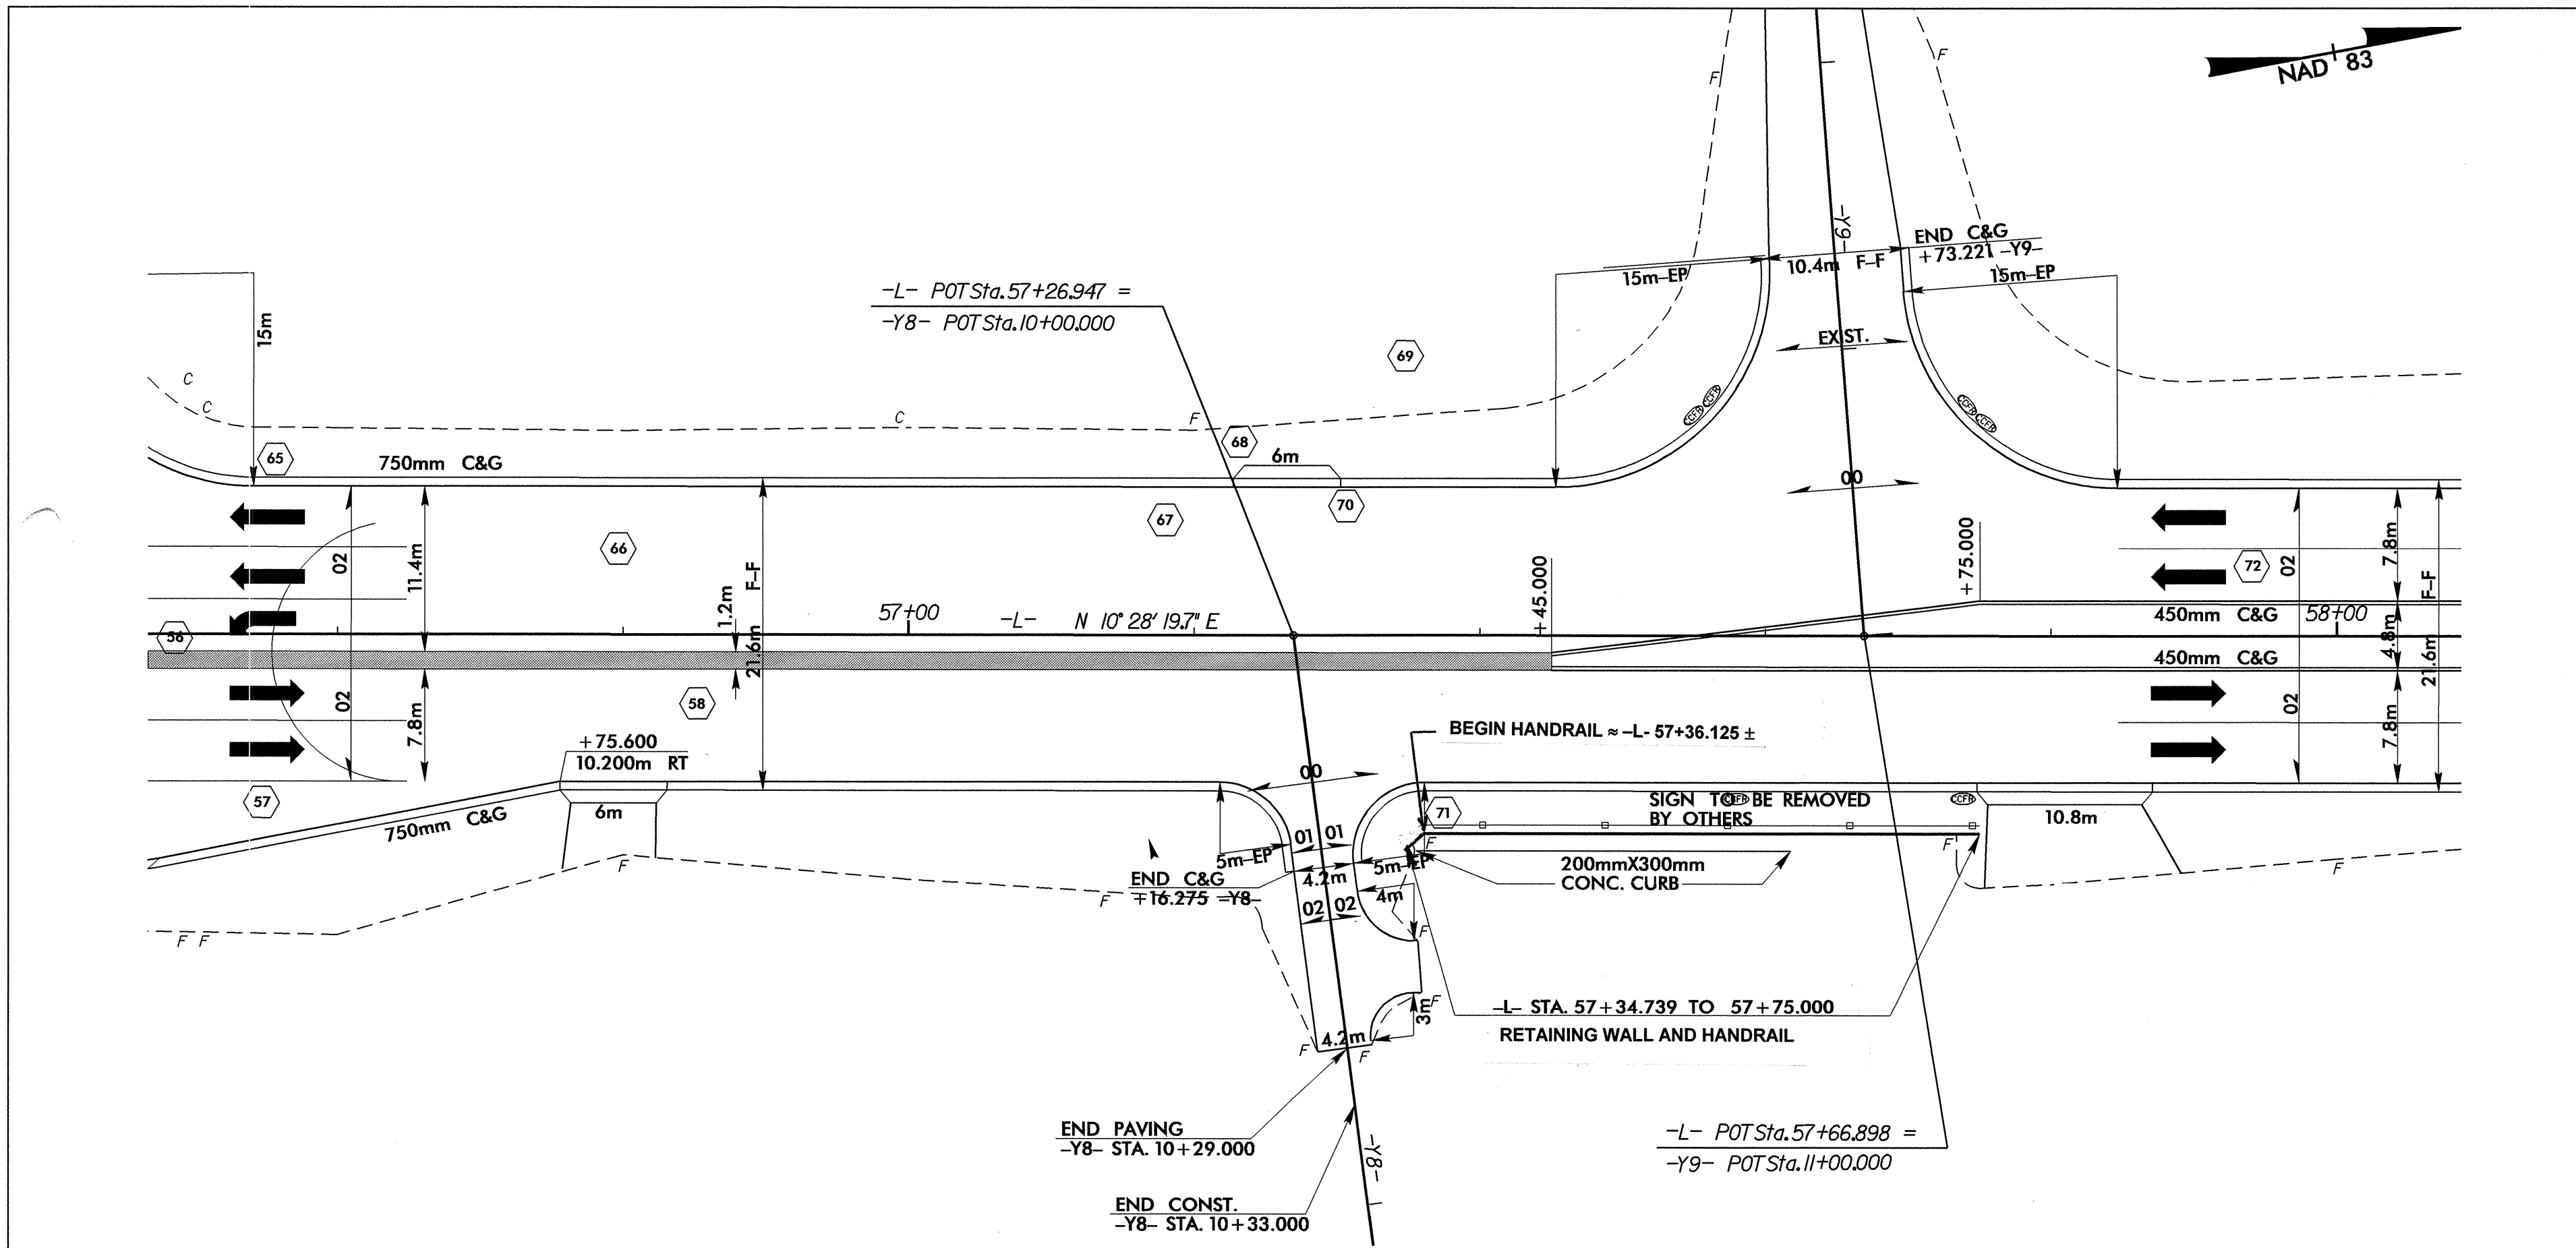 NAD 83
F
F
-Y9-
END C&G
+73.221 -Y9-
10.4m F-F
15m-EP
15m-EP
-L- POT Sta. 57+26.947 =
-Y8- POT Sta. 10+00.000
15m
EXIST.
69
C
C
C
F
CCFR
CCFR
CCFR
CCFR
65
750mm C&G
68
6m
70
00
67
66
02
11.4m
1.2m
21.6m F-F
+45.000
+75.000
72
02
7.8m
21.6m F-F
57+00
-L- N 10° 28' 19.7" E
450mm C&G
58+00
56
4.8m
450mm C&G
02
7.8m
58
02
7.8m
+75.600
10.200m RT
BEGIN HANDRAIL ≈ -L- 57+36.125 ±
00
57
6m
750mm C&G
71
SIGN TO BE REMOVED
BY OTHERS
CCFR
CCFR
10.8m
01 01
5m-EP
5m-EP
F
F
F
F
200mmX300mm
CONC. CURB
END C&G
+16.275 -Y8-
4.2m
4m
F
02 02
F
F F
-L- STA. 57+34.739 TO 57+75.000
RETAINING WALL AND HANDRAIL
F
3m
4.2m
F
F
END PAVING
-Y8- STA. 10+29.000
-Y8-
-L- POT Sta. 57+66.898 =
-Y9- POT Sta. 11+00.000
END CONST.
-Y8- STA. 10+33.000